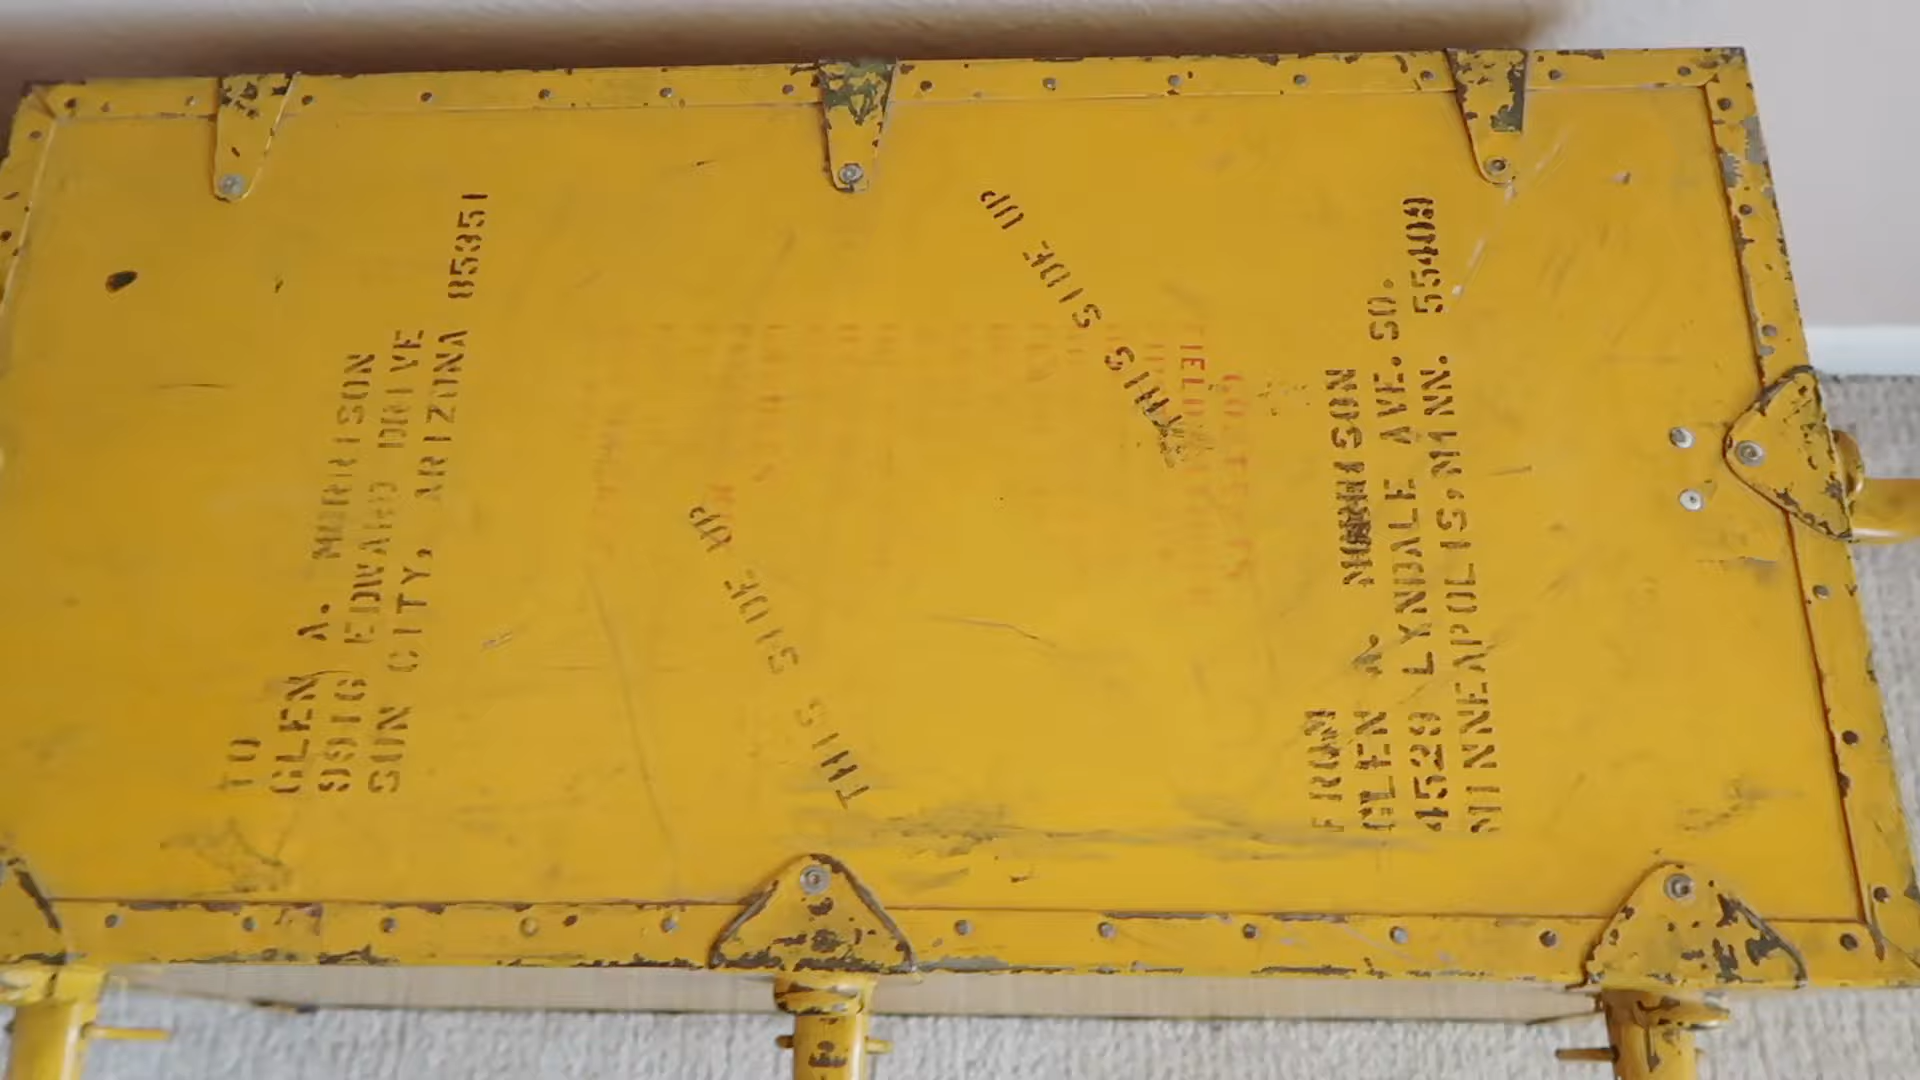 TO
GLEN A. MORRISON
9916 EDWARD DRIVE
SUN CITY, ARIZONA 85351
THIS SIDE UP
THIS SIDE UP
FROM
GLEN A. MORRISON
4529 LYNDALE AVE. SO.
MINNEAPOLIS, MINN. 55409